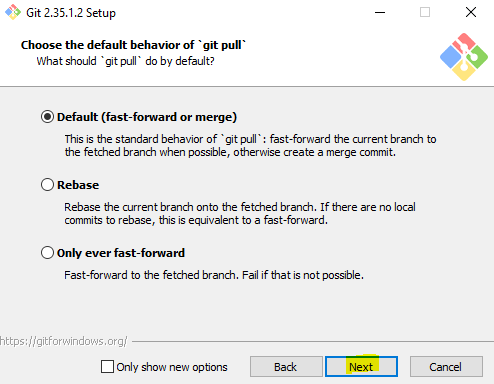 Git 2.35.1.2 Setup
Choose the default behavior of `git pull`
What should `git pull` do by default?
Default (fast-forward or merge)
This is the standard behavior of `git pull`: fast-forward the current branch to
the fetched branch when possible, otherwise create a merge commit.
Rebase
Rebase the current branch onto the fetched branch. If there are no local
commits to rebase, this is equivalent to a fast-forward.
Only ever fast-forward
Fast-forward to the fetched branch. Fail if that is not possible.
https://gitforwindows.org/
Only show new options
Back
Next
Cancel